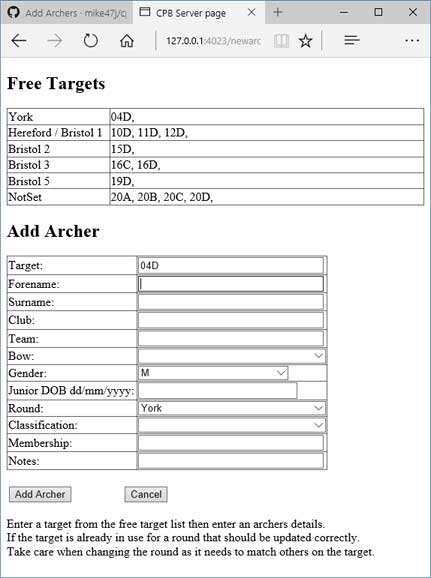 Add Archers · mike47j/cp
CPB Server page
127.0.0.1:4023/newarc
Free Targets
York 04D,
Hereford / Bristol 1 10D, 11D, 12D,
Bristol 2 15D,
Bristol 3 16C, 16D,
Bristol 5 19D,
NotSet 20A, 20B, 20C, 20D,
Add Archer
Target: 04D
Forename:
Surname:
Club:
Team:
Bow:
Gender: M
Junior DOB dd/mm/yyyy:
Round: York
Classification:
Membership:
Notes:
Add Archer Cancel
Enter a target from the free target list then enter an archers details.
If the target is already in use for a round that should be updated correctly.
Take care when changing the round as it needs to match others on the target.